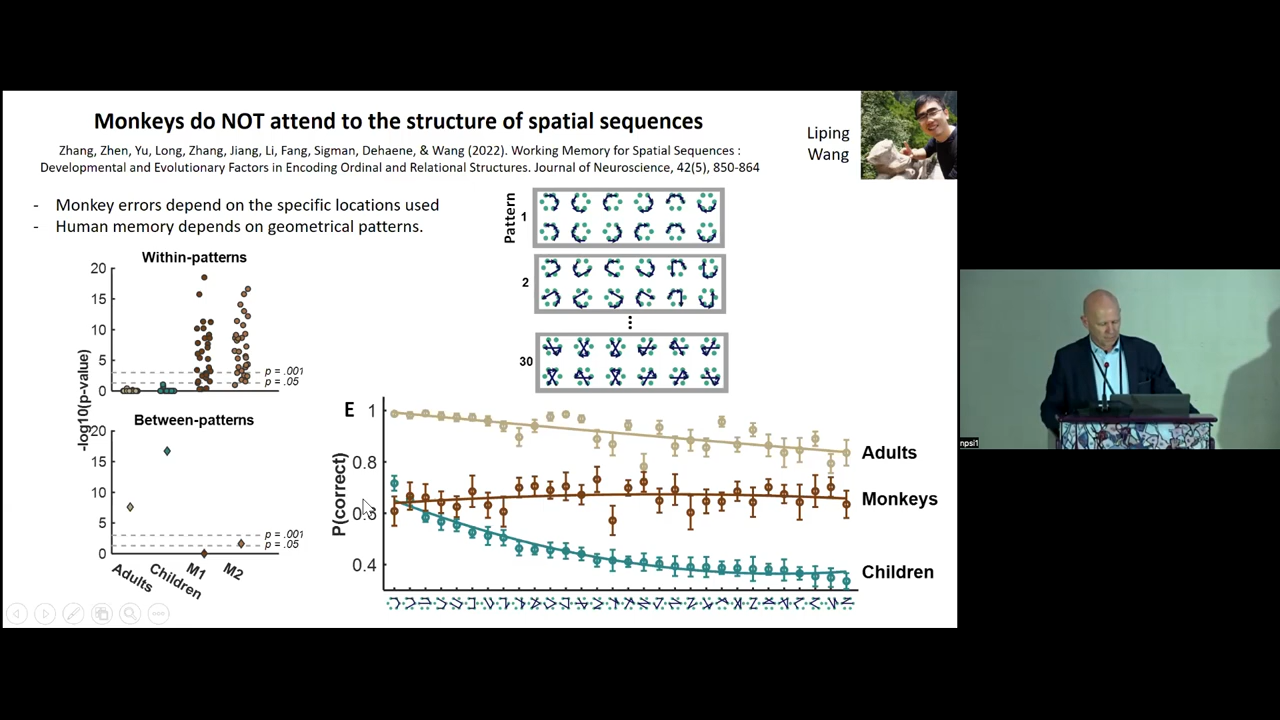 Monkeys do NOT attend to the structure of spatial sequences
Zhang, Zhen, Yu, Long, Zhang, Jiang, Li, Fang, Sigman, Dehaene, & Wang (2022). Working Memory for Spatial Sequences :
Developmental and Evolutionary Factors in Encoding Ordinal and Relational Structures. Journal of Neuroscience, 42(5), 850-864
Liping
Wang
- Monkey errors depend on the specific locations used
- Human memory depends on geometrical patterns.
Pattern
1
2
30
Within-patterns
20
15
10
5
0
p = .001
p = .05
-log10(p-value)
Between-patterns
20
15
10
5
0
p = .001
p = .05
Adults
Children
M1
M2
E
P(correct)
1
0.8
0.6
0.4
Adults
Monkeys
Children
npsi1